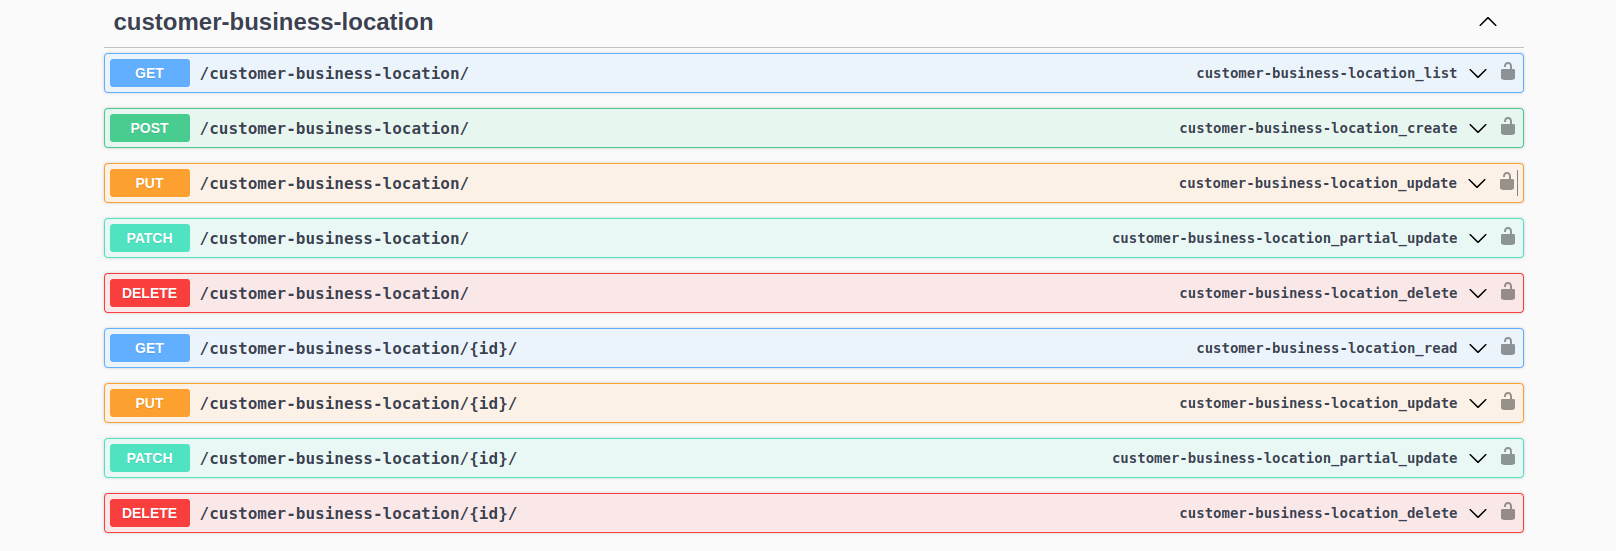 customer-business-location
GET /customer-business-location/ customer-business-location_list
POST /customer-business-location/ customer-business-location_create
PUT /customer-business-location/ customer-business-location_update
PATCH /customer-business-location/ customer-business-location_partial_update
DELETE /customer-business-location/ customer-business-location_delete
GET /customer-business-location/{id}/ customer-business-location_read
PUT /customer-business-location/{id}/ customer-business-location_update
PATCH /customer-business-location/{id}/ customer-business-location_partial_update
DELETE /customer-business-location/{id}/ customer-business-location_delete